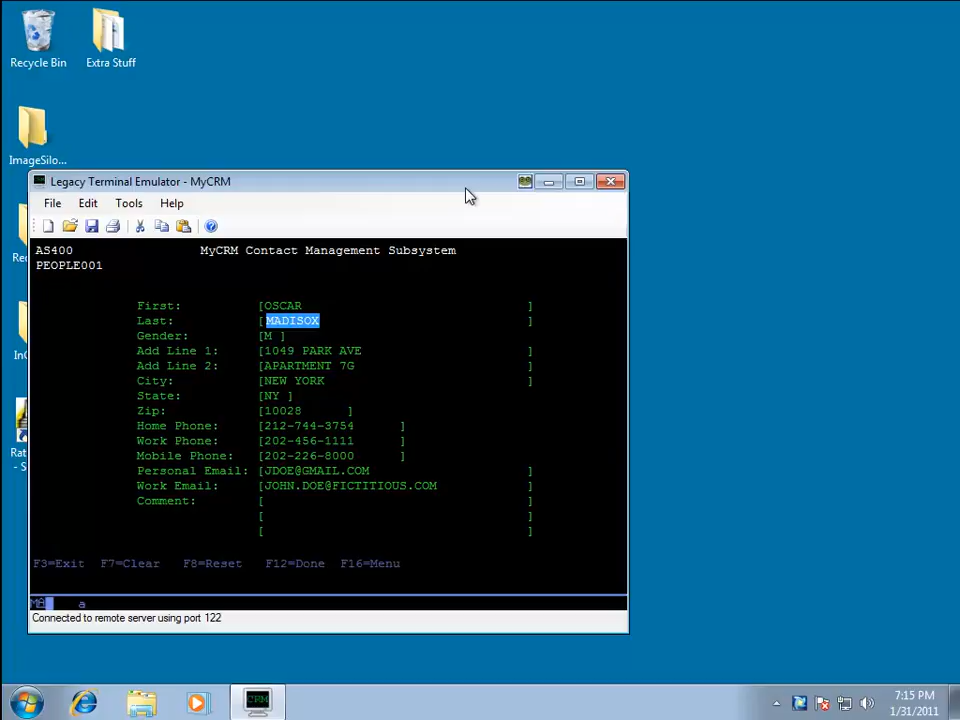 Recycle Bin
Extra Stuff
ImageSilo...
Legacy Terminal Emulator - MyCRM
File Edit Tools Help
AS400 MyCRM Contact Management Subsystem
PEOPLE001
First: [OSCAR ]
Last: [MADISOX ]
Gender: [M ]
Add Line 1: [1049 PARK AVE ]
Add Line 2: [APARTMENT 7G ]
City: [NEW YORK ]
State: [NY ]
Zip: [10028 ]
Home Phone: [212-744-3754 ]
Work Phone: [202-456-1111 ]
Mobile Phone: [202-226-8000 ]
Personal Email: [JDOE@GMAIL.COM ]
Work Email: [JOHN.DOE@FICTITIOUS.COM ]
Comment: [ ]
[ ]
[ ]
F3=Exit F7=Clear F8=Reset F12=Done F16=Menu
a
Connected to remote server using port 122
CRM
7:15 PM
1/31/2011